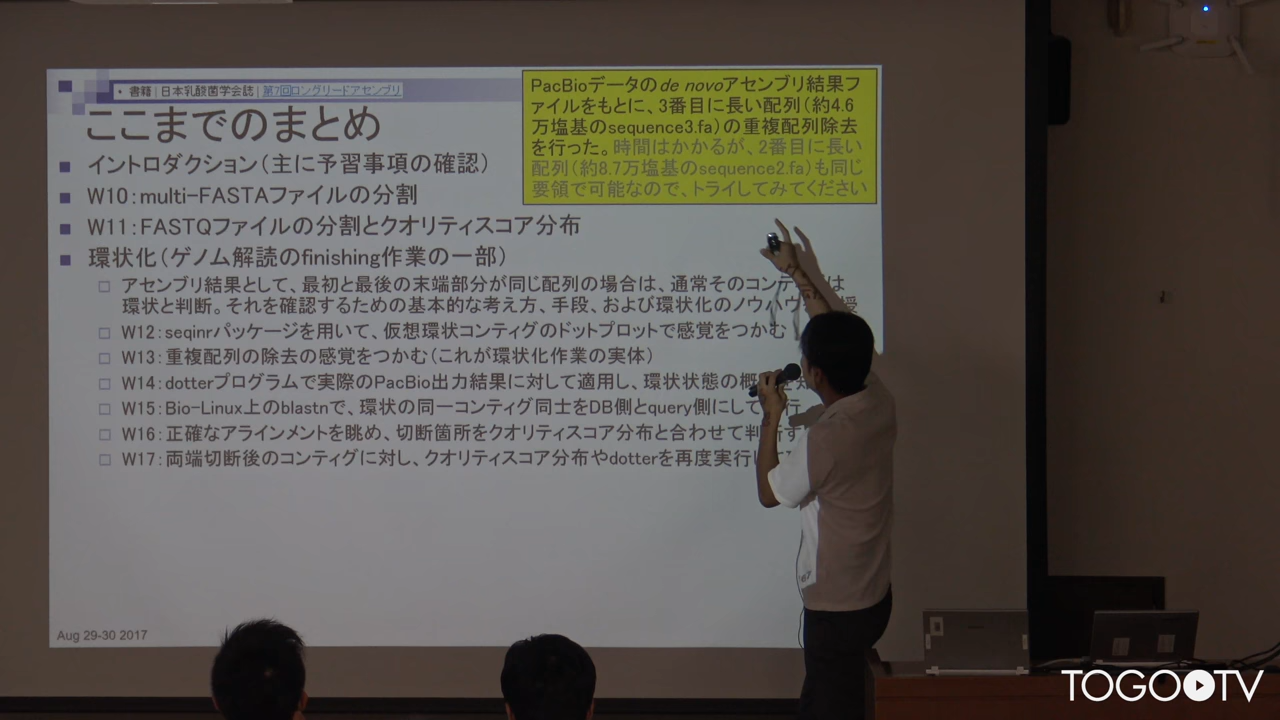 ・ 書籍 | 日本乳酸菌学会誌 | 第7回ロングリードアセンブリ
ここまでのまとめ
PacBioデータのde novoアセンブリ結果フ
ァイルをもとに、3番目に長い配列(約4.6
万塩基のsequence3.fa)の重複配列除去
を行った。時間はかかるが、2番目に長い
配列(約8.7万塩基のsequence2.fa)も同じ
要領で可能なので、トライしてみてください
イントロダクション(主に予習事項の確認)
W10:multi-FASTAファイルの分割
W11:FASTQファイルの分割とクオリティスコア分布
環状化(ゲノム解読のfinishing作業の一部)
アセンブリ結果として、最初と最後の末端部分が同じ配列の場合は、通常そのコンテ は
環状と判断。それを確認するための基本的な考え方、手段、および環状化のノウハウ 授
W12:seqinrパッケージを用いて、仮想環状コンティグのドットプロットで感覚をつかむ
W13:重複配列の除去の感覚をつかむ(これが環状化作業の実体)
W14:dotterプログラムで実際のPacBio出力結果に対して適用し、環状状態の概
W15:Bio-Linux上のblastnで、環状の同一コンティグ同士をDB側とquery側にして 行
W16:正確なアラインメントを眺め、切断箇所をクオリティスコア分布と合わせて判断す
W17:両端切断後のコンティグに対し、クオリティスコア分布やdotterを再度実行し
Aug 29-30 2017
TOGOTV